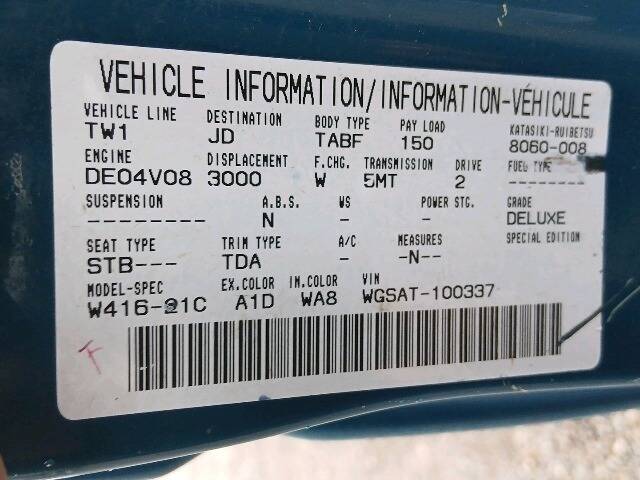 VEHICLE INFORMATION/INFORMATION-VÉHICULE
VEHICLE LINE DESTINATION BODY TYPE PAY LOAD KATASIKI-RUIBETSU
TW1 JD TABF 150 8060-008
ENGINE DISPLACEMENT F.CHG. TRANSMISSION DRIVE FUEL TYPE
DE04V08 3000 W 5MT 2 --------
SUSPENSION A.B.S. WS POWER STG. GRADE
--------- N - - DELUXE
SEAT TYPE TRIM TYPE A/C MEASURES SPECIAL EDITION
STB--- TDA - -N--
MODEL-SPEC EX.COLOR IN.COLOR VIN
W416-21C A1D WA8 WGSAT-100337
F